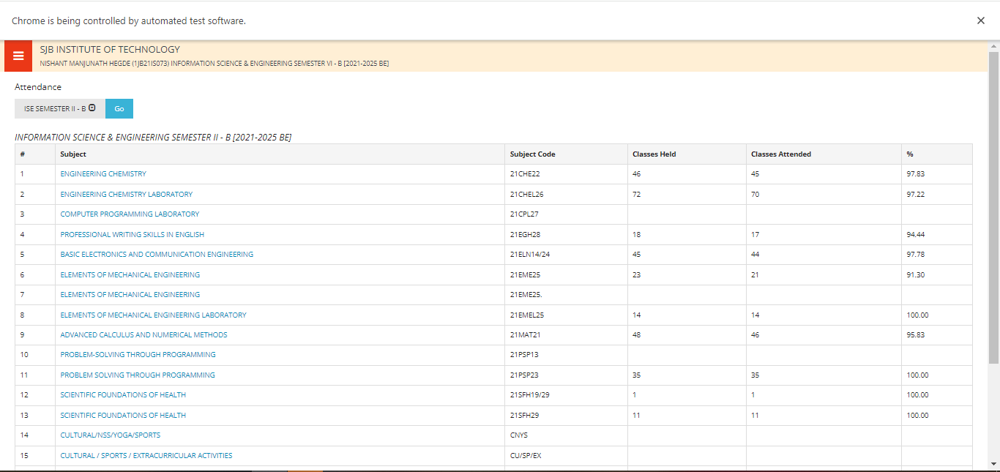 Chrome is being controlled by automated test software.
SJB INSTITUTE OF TECHNOLOGY
NISHANT MANJUNATH HEGDE (1JB21IS073) INFORMATION SCIENCE & ENGINEERING SEMESTER VI - B [2021-2025 BE]
Attendance
ISE SEMESTER II - B Go
INFORMATION SCIENCE & ENGINEERING SEMESTER II - B [2021-2025 BE]
# Subject Subject Code Classes Held Classes Attended %
1 ENGINEERING CHEMISTRY 21CHE22 46 45 97.83
2 ENGINEERING CHEMISTRY LABORATORY 21CHEL26 72 70 97.22
3 COMPUTER PROGRAMMING LABORATORY 21CPL27
4 PROFESSIONAL WRITING SKILLS IN ENGLISH 21EGH28 18 17 94.44
5 BASIC ELECTRONICS AND COMMUNICATION ENGINEERING 21ELN14/24 45 44 97.78
6 ELEMENTS OF MECHANICAL ENGINEERING 21EME25 23 21 91.30
7 ELEMENTS OF MECHANICAL ENGINEERING 21EME25.
8 ELEMENTS OF MECHANICAL ENGINEERING LABORATORY 21EMEL25 14 14 100.00
9 ADVANCED CALCULUS AND NUMERICAL METHODS 21MAT21 48 46 95.83
10 PROBLEM-SOLVING THROUGH PROGRAMMING 21PSP13
11 PROBLEM SOLVING THROUGH PROGRAMMING 21PSP23 35 35 100.00
12 SCIENTIFIC FOUNDATIONS OF HEALTH 21SFH19/29 1 1 100.00
13 SCIENTIFIC FOUNDATIONS OF HEALTH 21SFH29 11 11 100.00
14 CULTURAL/NSS/YOGA/SPORTS CNYS
15 CULTURAL / SPORTS / EXTRACURRICULAR ACTIVITIES CU/SP/EX